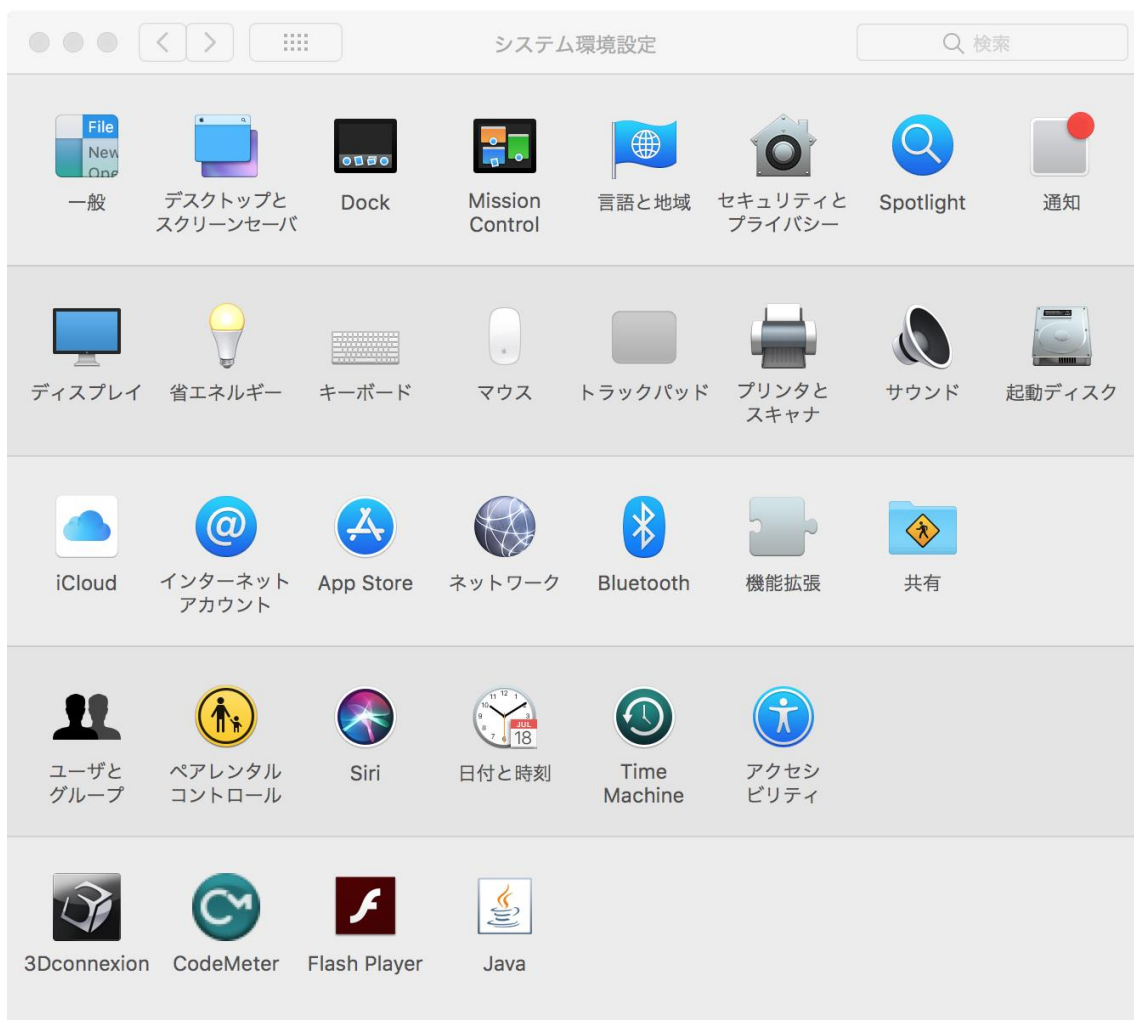 システム環境設定
検索
File
New
One
一般
デスクトップと
スクリーンセーバ
Dock
Mission
Control
言語と地域
セキュリティと
プライバシー
Spotlight
通知
ディスプレイ
省エネルギー
キーボード
マウス
トラックパッド
プリンタと
スキャナ
サウンド
起動ディスク
iCloud
インターネット
アカウント
App Store
ネットワーク
Bluetooth
機能拡張
共有
ユーザと
グループ
ペアレンタル
コントロール
Siri
JUL
18
日付と時刻
Time
Machine
アクセシ
ビリティ
3Dconnexion
CodeMeter
Flash Player
Java